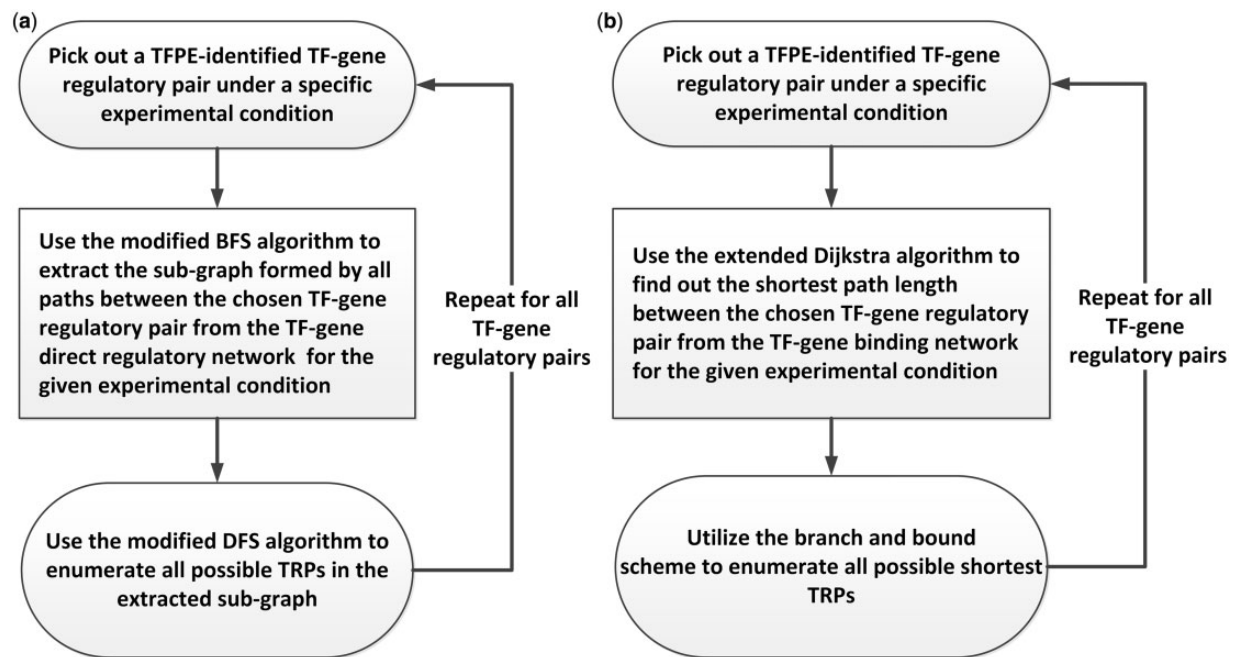 (a)
Pick out a TFPE-identified TF-gene
regulatory pair under a specific
experimental condition
Use the modified BFS algorithm to
extract the sub-graph formed by all
paths between the chosen TF-gene
regulatory pair from the TF-gene
direct regulatory network for the
given experimental condition
Repeat for all
TF-gene
regulatory pairs
Use the modified DFS algorithm to
enumerate all possible TRPs in the
extracted sub-graph
(b)
Pick out a TFPE-identified TF-gene
regulatory pair under a specific
experimental condition
Use the extended Dijkstra algorithm to
find out the shortest path length
between the chosen TF-gene regulatory
pair from the TF-gene binding network
for the given experimental condition
Repeat for all
TF-gene
regulatory pairs
Utilize the branch and bound
scheme to enumerate all possible shortest
TRPs